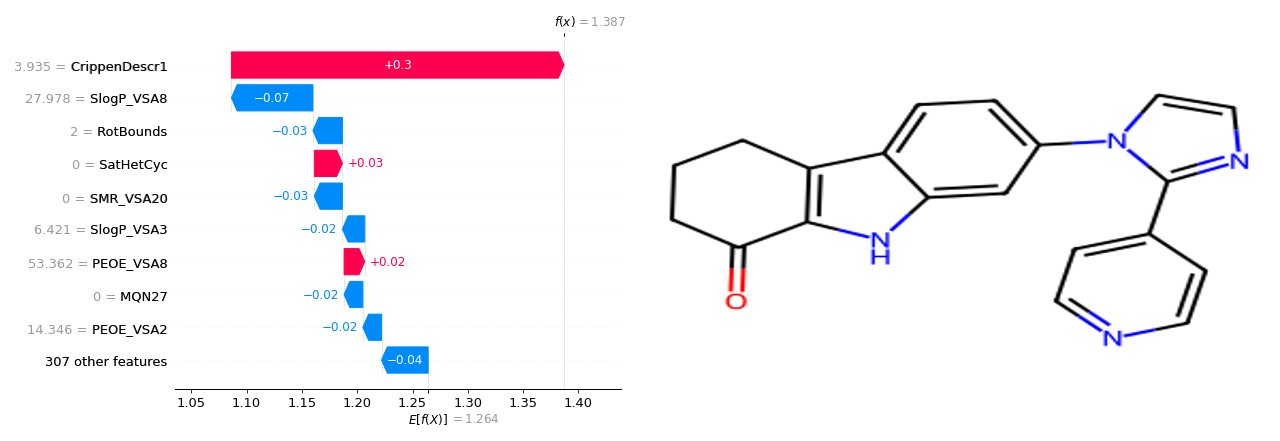 f(x) = 1.387
3.935 = CrippenDescr1 +0.3
27.978 = SlogP_VSA8 −0.07
2 = RotBounds −0.03
0 = SatHetCyc +0.03
0 = SMR_VSA20 −0.03
6.421 = SlogP_VSA3 −0.02
53.362 = PEOE_VSA8 +0.02
0 = MQN27 −0.02
14.346 = PEOE_VSA2 −0.02
307 other features −0.04
1.05 1.10 1.15 1.20 1.25 1.30 1.35 1.40
E[f(X)] = 1.264
N
N
N
H
O
N